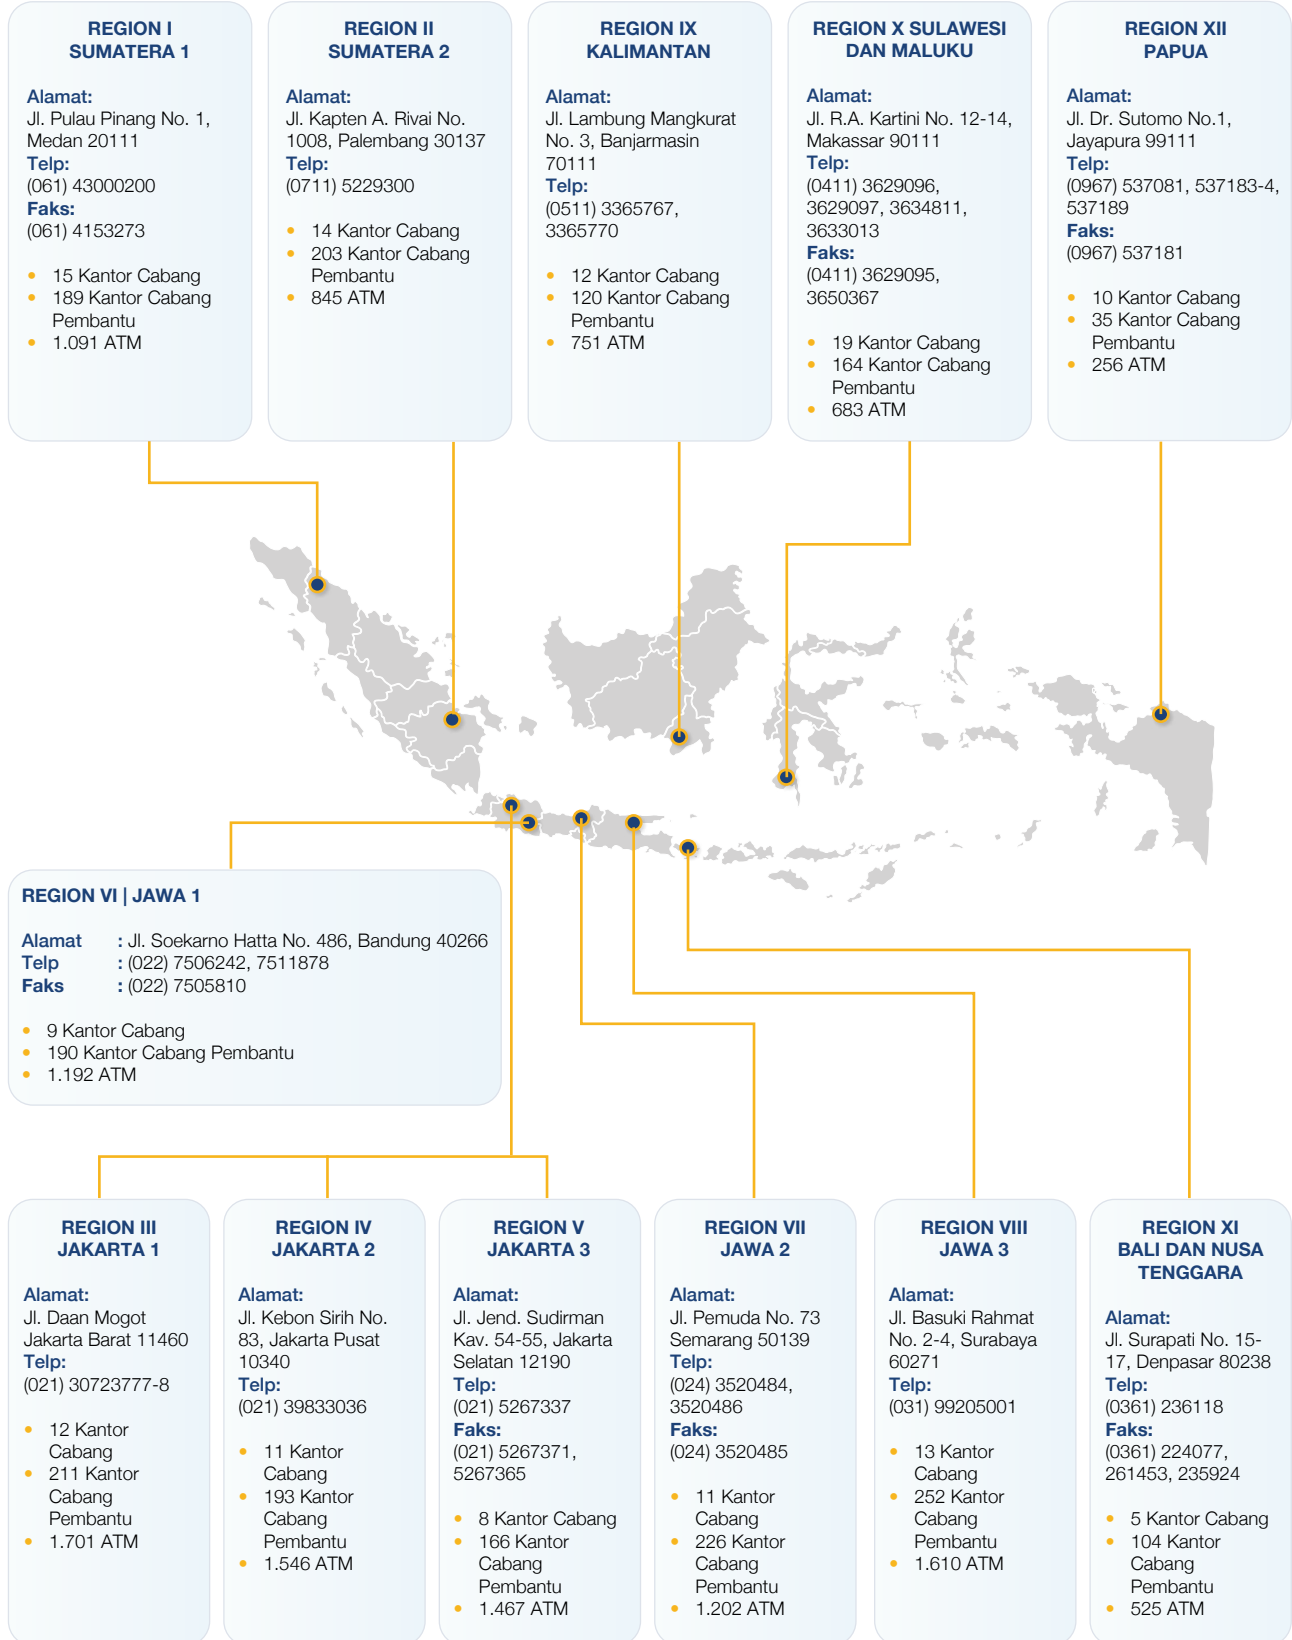 REGION I
SUMATERA 1
Alamat:
Jl. Pulau Pinang No. 1,
Medan 20111
Telp:
(061) 43000200
Faks:
(061) 4153273
• 15 Kantor Cabang
• 189 Kantor Cabang
Pembantu
• 1.091 ATM
REGION II
SUMATERA 2
Alamat:
Jl. Kapten A. Rivai No.
1008, Palembang 30137
Telp:
(0711) 5229300
• 14 Kantor Cabang
• 203 Kantor Cabang
Pembantu
• 845 ATM
REGION IX
KALIMANTAN
Alamat:
Jl. Lambung Mangkurat
No. 3, Banjarmasin
70111
Telp:
(0511) 3365767,
3365770
• 12 Kantor Cabang
• 120 Kantor Cabang
Pembantu
• 751 ATM
REGION X SULAWESI
DAN MALUKU
Alamat:
Jl. R.A. Kartini No. 12-14,
Makassar 90111
Telp:
(0411) 3629096,
3629097, 3634811,
3633013
Faks:
(0411) 3629095,
3650367
• 19 Kantor Cabang
• 164 Kantor Cabang
Pembantu
• 683 ATM
REGION XII
PAPUA
Alamat:
Jl. Dr. Sutomo No.1,
Jayapura 99111
Telp:
(0967) 537081, 537183-4,
537189
Faks:
(0967) 537181
• 10 Kantor Cabang
• 35 Kantor Cabang
Pembantu
• 256 ATM
REGION VI | JAWA 1
Alamat : Jl. Soekarno Hatta No. 486, Bandung 40266
Telp : (022) 7506242, 7511878
Faks : (022) 7505810
• 9 Kantor Cabang
• 190 Kantor Cabang Pembantu
• 1.192 ATM
REGION III
JAKARTA 1
Alamat:
Jl. Daan Mogot
Jakarta Barat 11460
Telp:
(021) 30723777-8
• 12 Kantor
Cabang
• 211 Kantor
Cabang
Pembantu
• 1.701 ATM
REGION IV
JAKARTA 2
Alamat:
Jl. Kebon Sirih No.
83, Jakarta Pusat
10340
Telp:
(021) 39833036
• 11 Kantor
Cabang
• 193 Kantor
Cabang
Pembantu
• 1.546 ATM
REGION V
JAKARTA 3
Alamat:
Jl. Jend. Sudirman
Kav. 54-55, Jakarta
Selatan 12190
Telp:
(021) 5267337
Faks:
(021) 5267371,
5267365
• 8 Kantor Cabang
• 166 Kantor
Cabang
Pembantu
• 1.467 ATM
REGION VII
JAWA 2
Alamat:
Jl. Pemuda No. 73
Semarang 50139
Telp:
(024) 3520484,
3520486
Faks:
(024) 3520485
• 11 Kantor
Cabang
• 226 Kantor
Cabang
Pembantu
• 1.202 ATM
REGION VIII
JAWA 3
Alamat:
Jl. Basuki Rahmat
No. 2-4, Surabaya
60271
Telp:
(031) 99205001
• 13 Kantor
Cabang
• 252 Kantor
Cabang
Pembantu
• 1.610 ATM
REGION XI
BALI DAN NUSA
TENGGARA
Alamat:
Jl. Surapati No. 15-
17, Denpasar 80238
Telp:
(0361) 236118
Faks:
(0361) 224077,
261453, 235924
• 5 Kantor Cabang
• 104 Kantor
Cabang
Pembantu
• 525 ATM